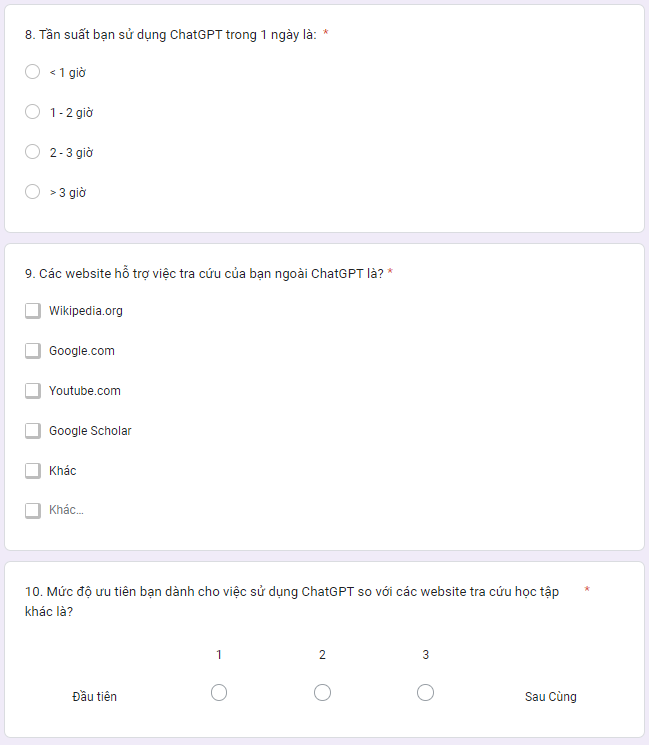 8. Tần suất bạn sử dụng ChatGPT trong 1 ngày là: *
< 1 giờ
1 - 2 giờ
2 - 3 giờ
> 3 giờ
9. Các website hỗ trợ việc tra cứu của bạn ngoài ChatGPT là? *
Wikipedia.org
Google.com
Youtube.com
Google Scholar
Khác
Khác...
10. Mức độ ưu tiên bạn dành cho việc sử dụng ChatGPT so với các website tra cứu học tập *
khác là?
1 2 3
Đầu tiên Sau Cùng